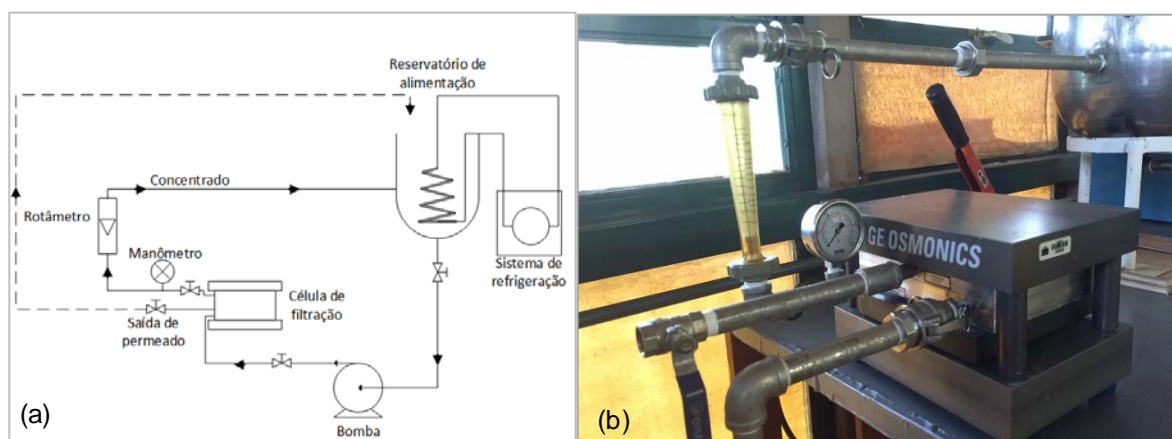 Reservatório de
alimentação
Concentrado
Rotâmetro
Manômetro
Célula de
filtração
Saída de
permeado
Sistema de
refrigeração
Bomba
(a)
GE OSMONICS
(b)